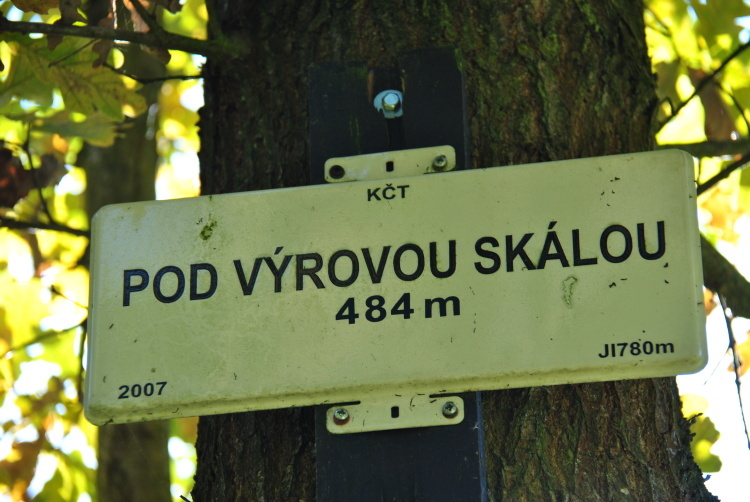 KČT
POD VÝROVOU SKÁLOU
484 m
2007 JI780m